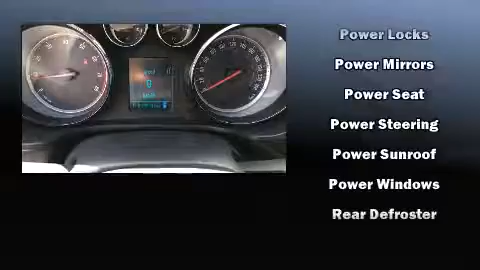 Power Locks
Power Mirrors
Power Seat
Power Steering
Power Sunroof
Power Windows
Rear Defroster